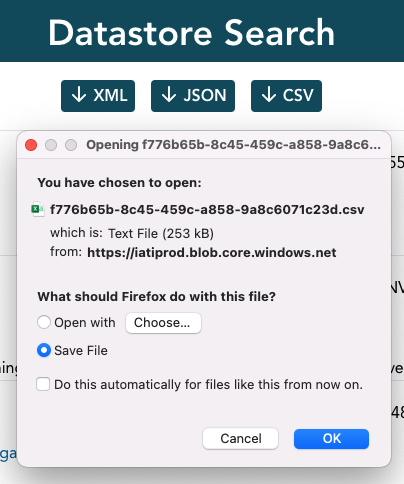 Datastore Search
XML
JSON
CSV
Opening f776b65b-8c45-459c-a858-9a8c6...
You have chosen to open:
f776b65b-8c45-459c-a858-9a8c6071c23d.csv
which is: Text File (253 kB)
from: https://iatiprod.blob.core.windows.net
What should Firefox do with this file?
Open with
Choose...
Save File
Do this automatically for files like this from now on.
Cancel
OK